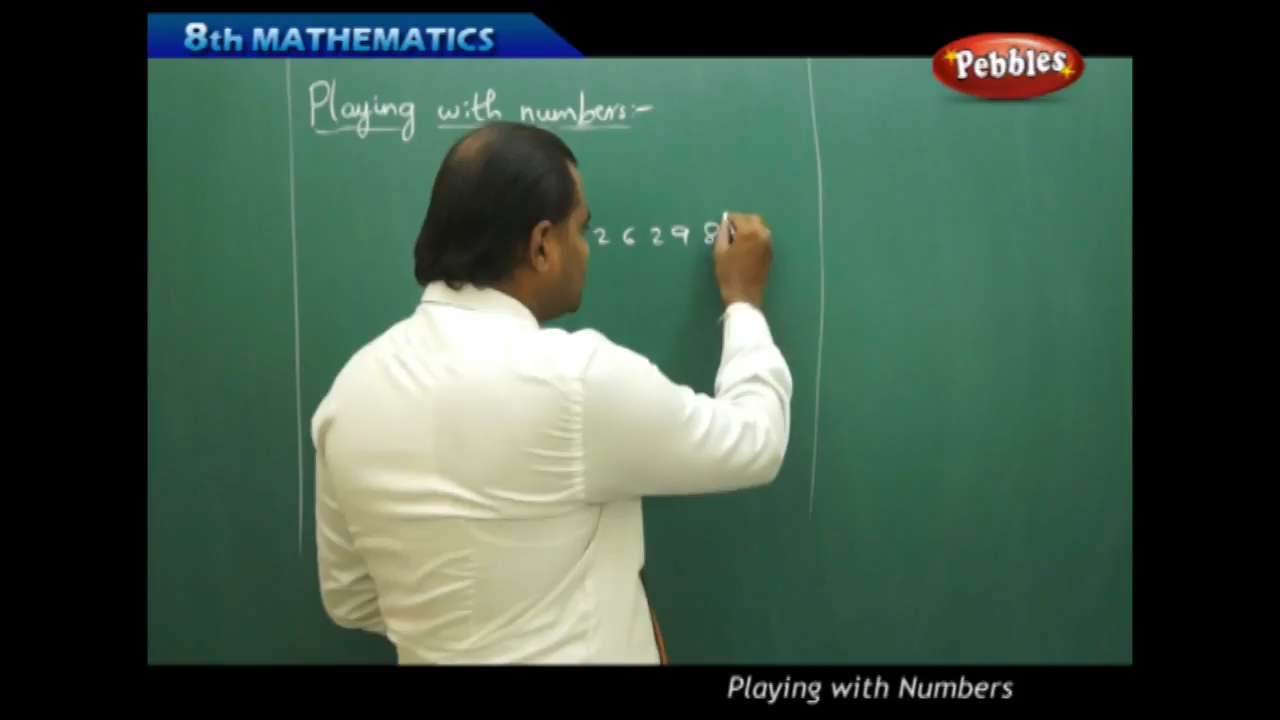 8th MATHEMATICS
Pebbles
Playing with numbers:-
2 6 2 9 8
Playing with Numbers